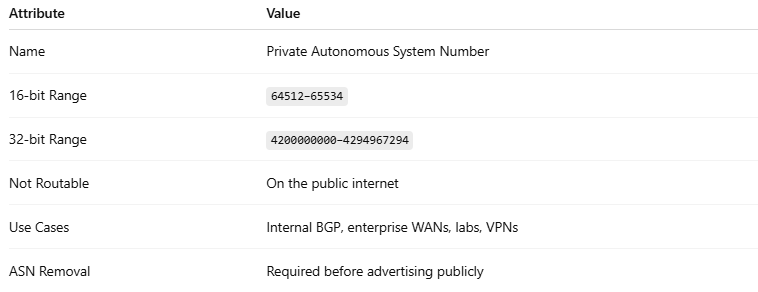 Attribute Value
Name Private Autonomous System Number
16-bit Range 64512–65534
32-bit Range 4200000000–4294967294
Not Routable On the public internet
Use Cases Internal BGP, enterprise WANs, labs, VPNs
ASN Removal Required before advertising publicly